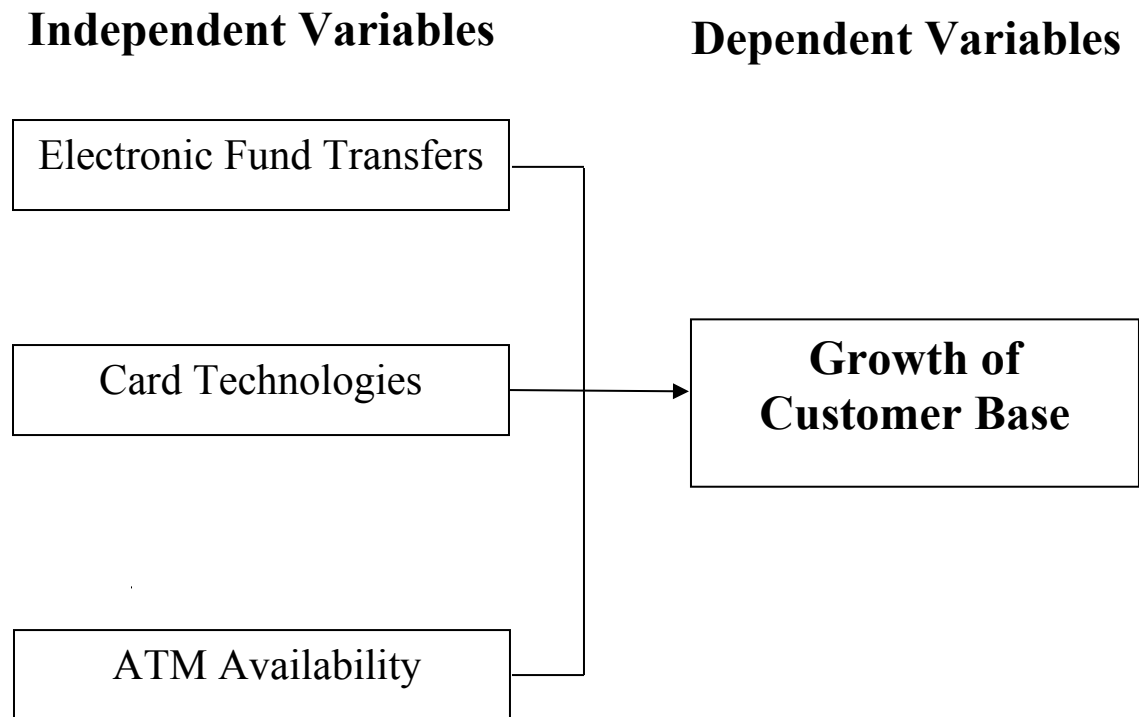 Independent Variables
Dependent Variables
Electronic Fund Transfers
Card Technologies
Growth of
Customer Base
ATM Availability